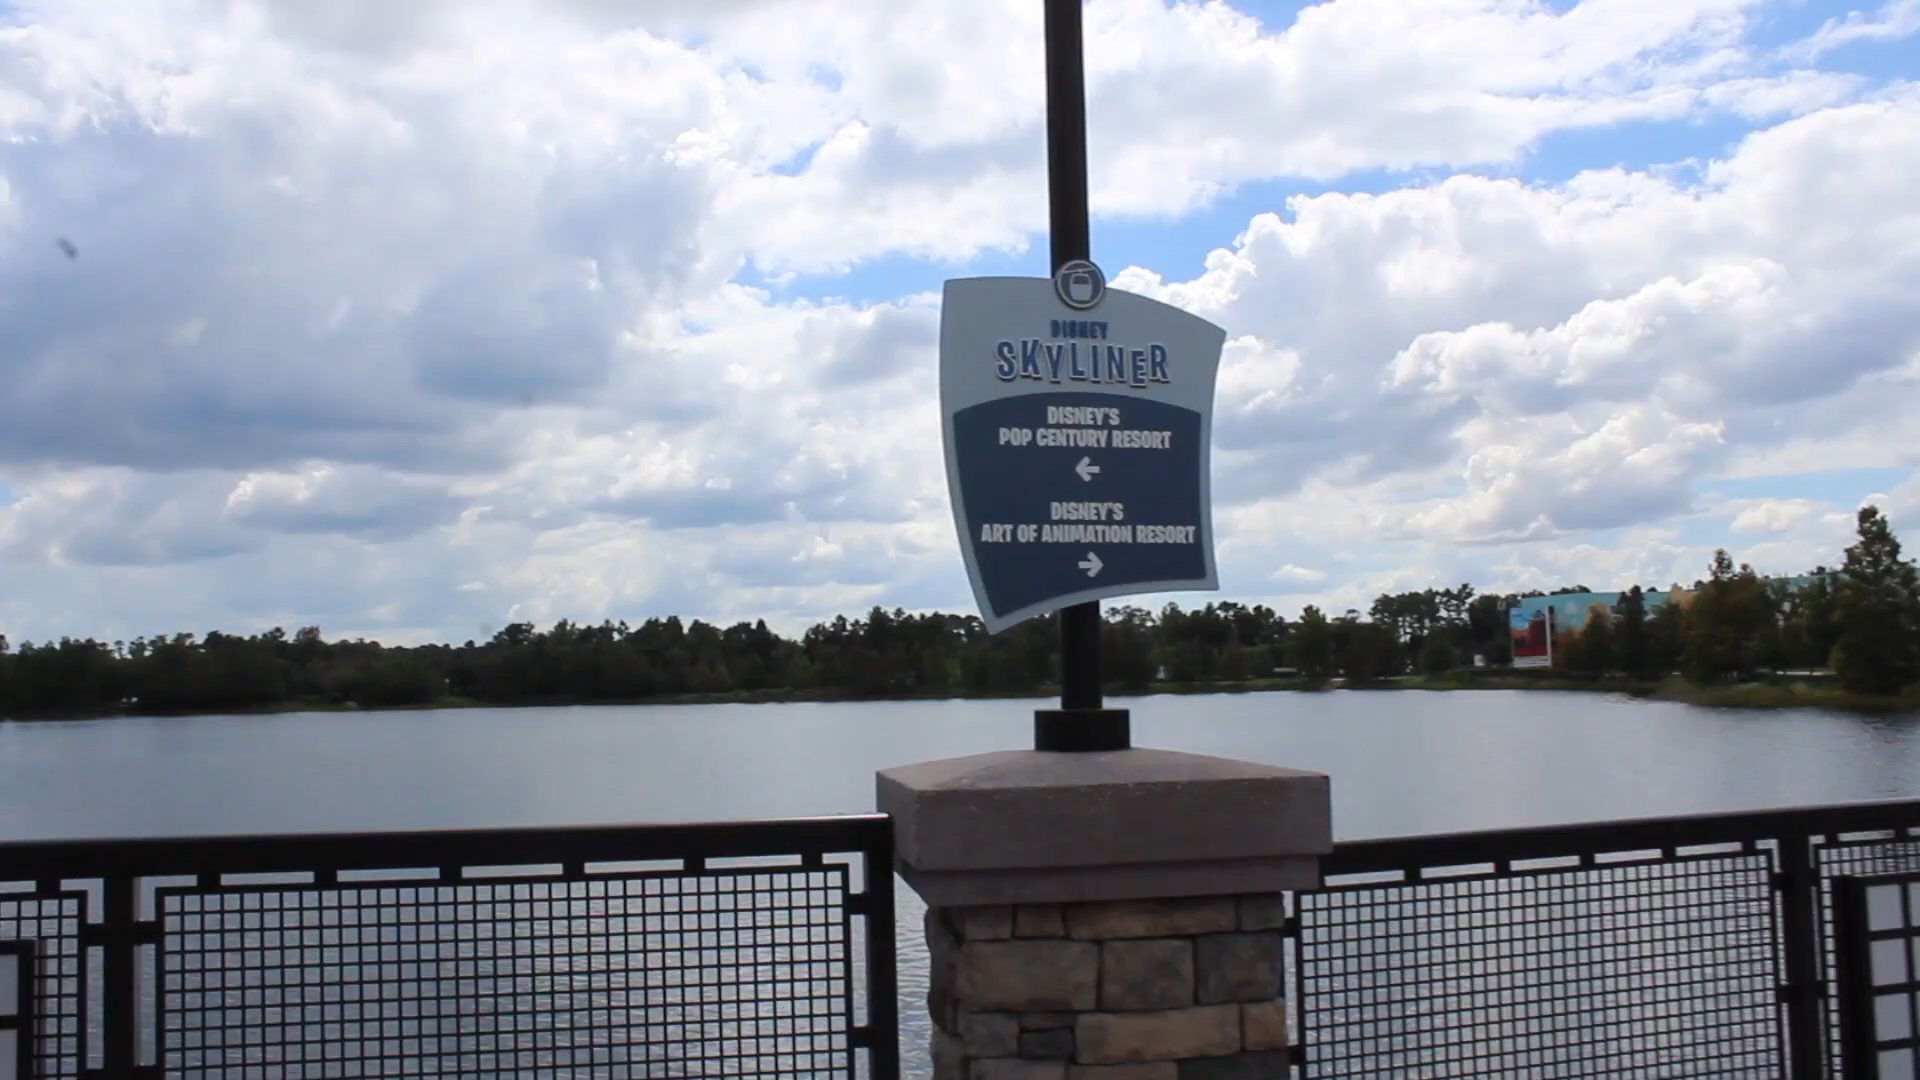 DISNEY
SKYLINER
DISNEY'S
POP CENTURY RESORT
←
DISNEY'S
ART OF ANIMATION RESORT
→